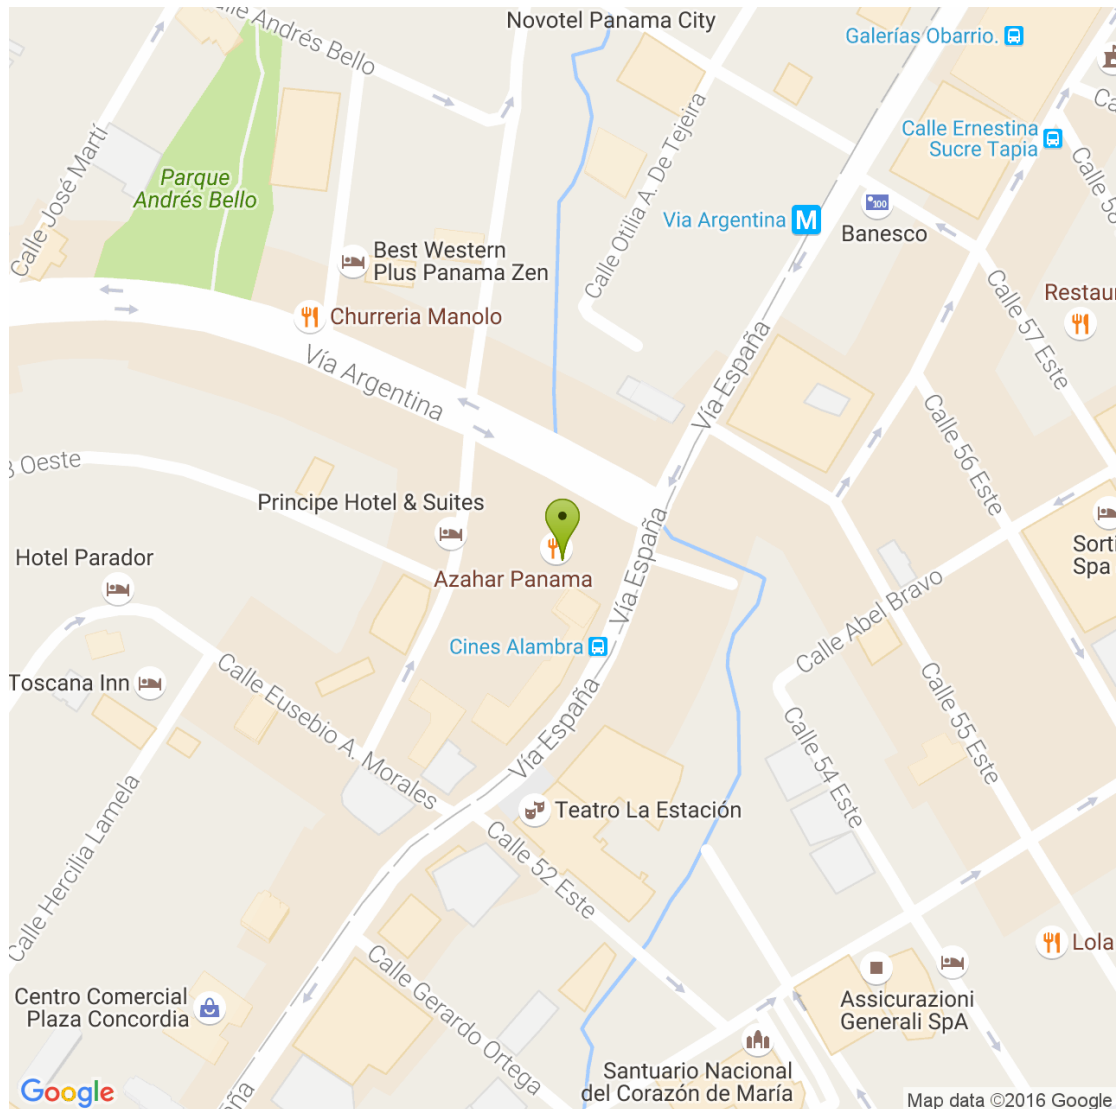 Calle Andrés Bello
Novotel Panama City
Galerías Obarrio.
Calle Ernestina
Sucre Tapia
Calle José Martí
Parque
Andrés Bello
Calle Otilia A. De Tejeira
Via Argentina
M
100
Banesco
Best Western
Plus Panama Zen
Churreria Manolo
Calle 57 Este
Restaur
Vía Argentina
Vía España
Calle 56 Este
Oeste
Principe Hotel & Suites
Hotel Parador
Azahar Panama
Vía España
Vía España
Sorti
Spa
Calle Abel Bravo
Cines Alambra
Toscana Inn
Calle Eusebio A. Morales
Calle 55 Este
Vía España
Calle 54 Este
Teatro La Estación
Calle Hercilia Lamela
Calle 52 Este
Lola
Calle Gerardo Ortega
Centro Comercial
Plaza Concordia
Assicurazioni
Generali SpA
Santuario Nacional
del Corazón de María
Google
Map data ©2016 Google